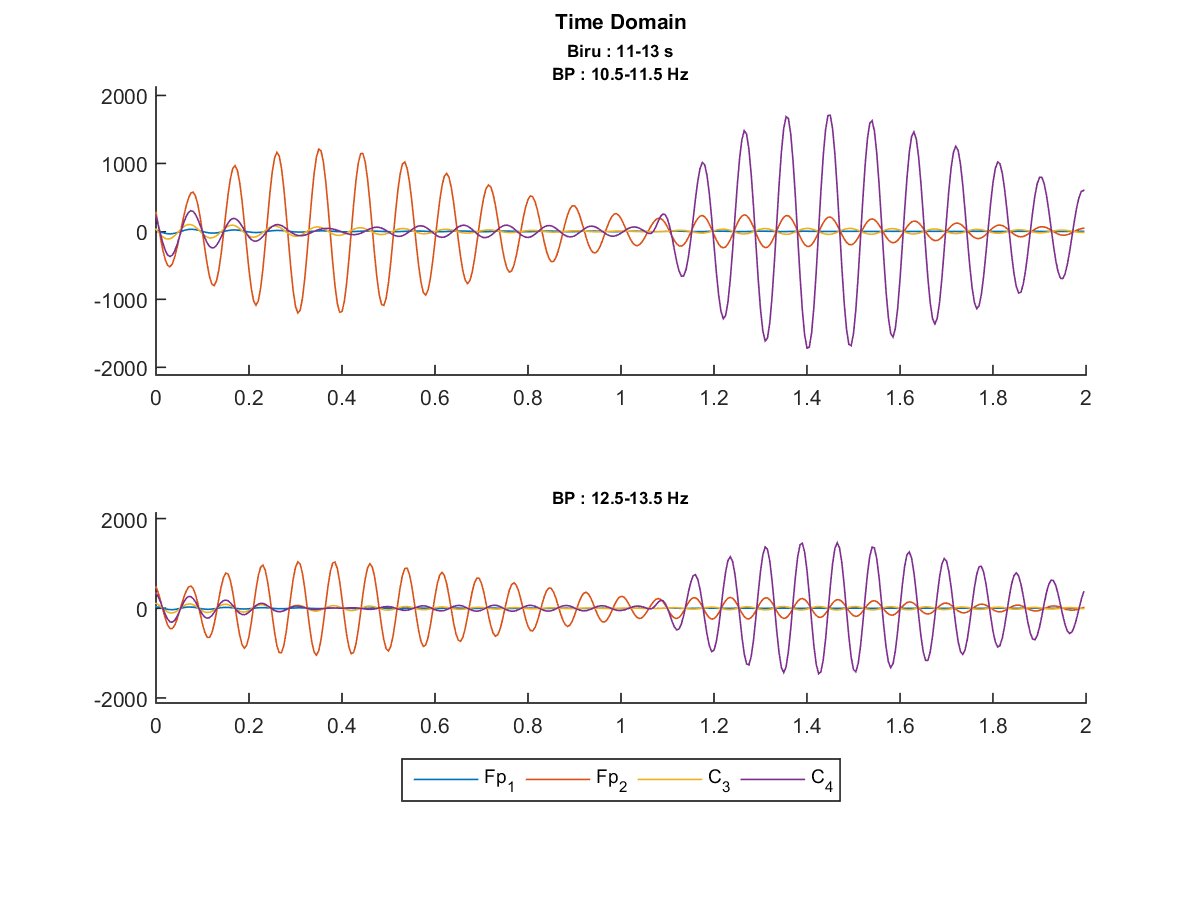 Time Domain
Biru : 11-13 s
BP : 10.5-11.5 Hz
2000
1000
0
-1000
-2000
0 0.2 0.4 0.6 0.8 1 1.2 1.4 1.6 1.8 2
BP : 12.5-13.5 Hz
2000
0
-2000
0 0.2 0.4 0.6 0.8 1 1.2 1.4 1.6 1.8 2
Fp1 Fp2 C3 C4